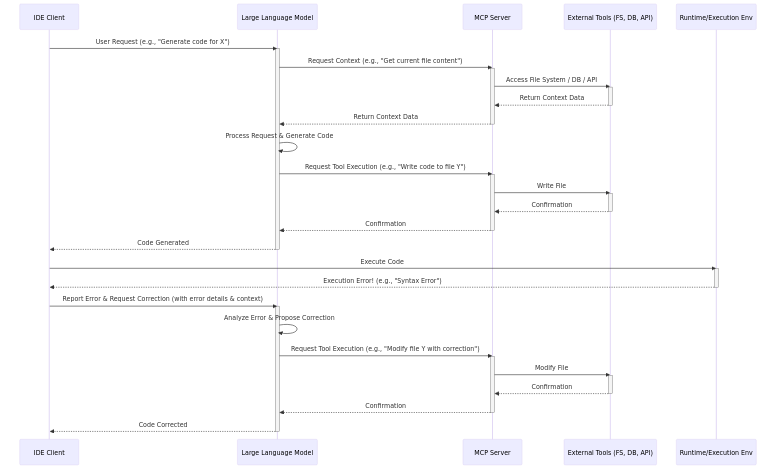 IDE Client
Large Language Model
MCP Server
External Tools (FS, DB, API)
Runtime/Execution Env
User Request (e.g., "Generate code for X")
Request Context (e.g., "Get current file content")
Access File System / DB / API
Return Context Data
Return Context Data
Process Request & Generate Code
Request Tool Execution (e.g., "Write code to file Y")
Write File
Confirmation
Confirmation
Code Generated
Execute Code
Execution Error! (e.g., "Syntax Error")
Report Error & Request Correction (with error details & context)
Analyze Error & Propose Correction
Request Tool Execution (e.g., "Modify file Y with correction")
Modify File
Confirmation
Confirmation
Code Corrected
IDE Client
Large Language Model
MCP Server
External Tools (FS, DB, API)
Runtime/Execution Env